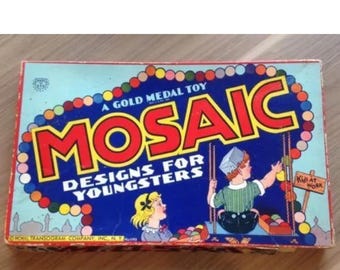 A GOLD MEDAL TOY
MOSAIC
DESIGNS FOR
YOUNGSTERS
KIDS AT
WORK
TRANSOGRAM COMPANY, INC., N. Y.